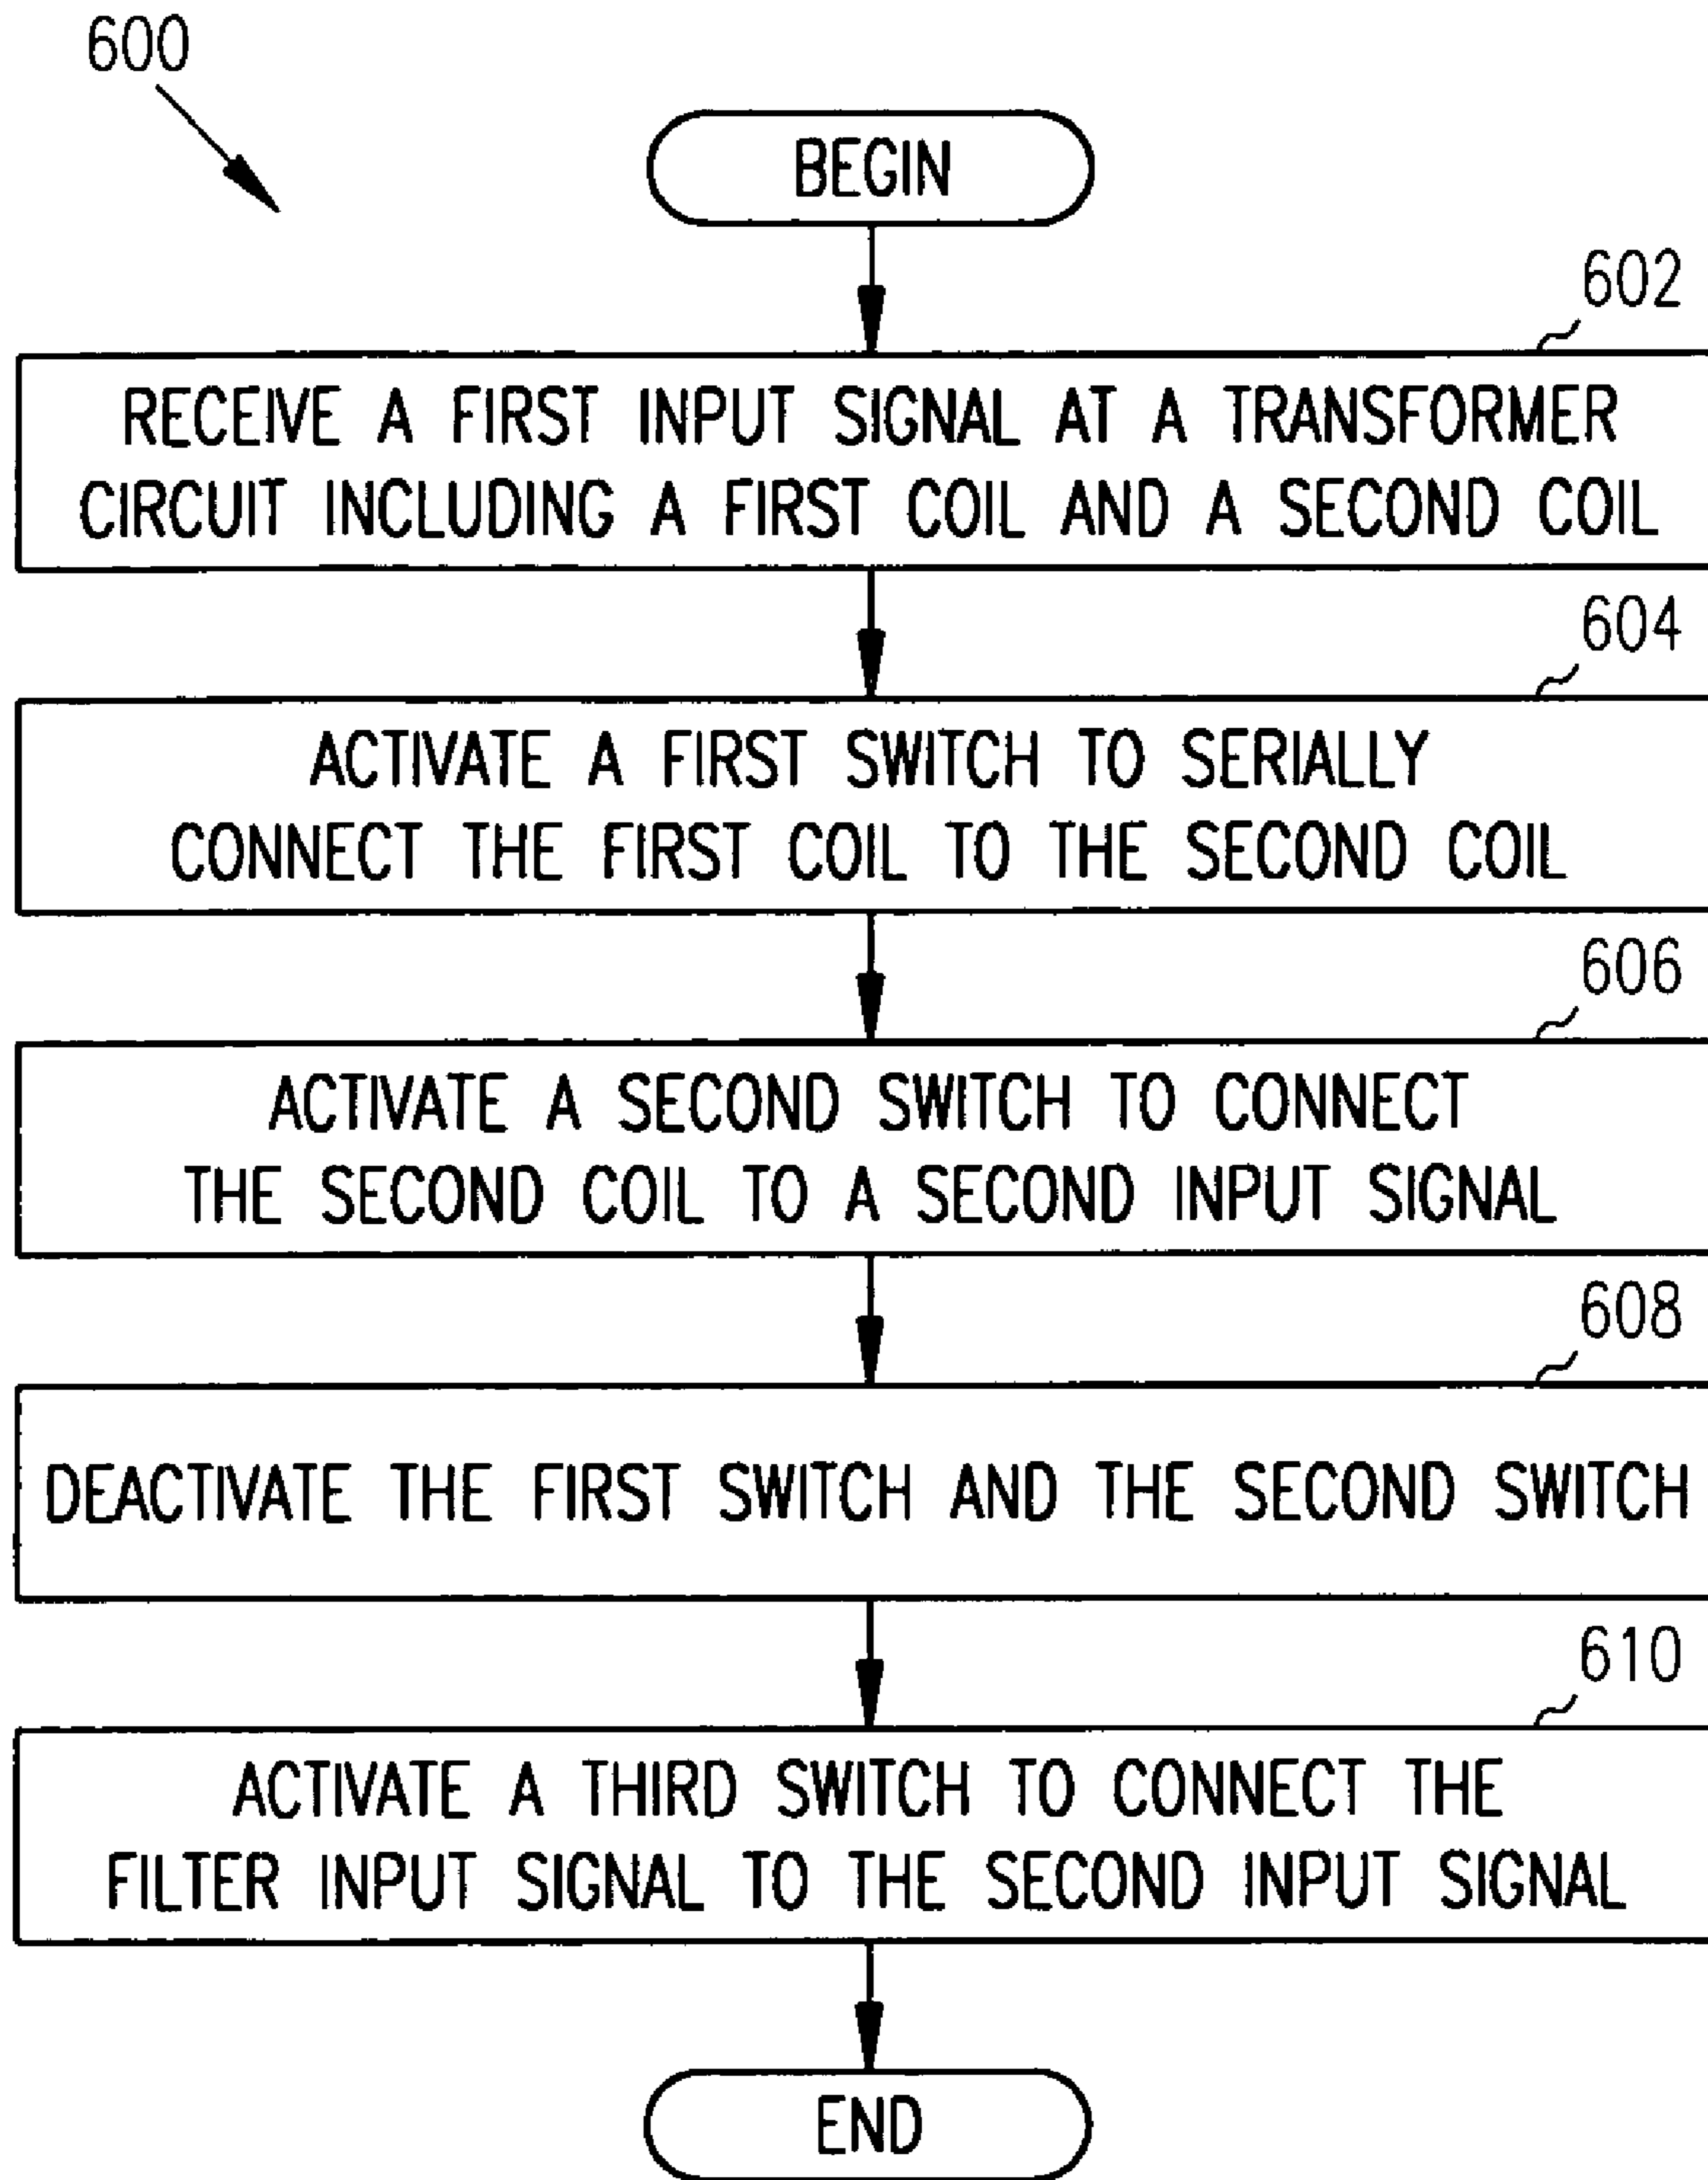 600
BEGIN
602
RECEIVE A FIRST INPUT SIGNAL AT A TRANSFORMER
CIRCUIT INCLUDING A FIRST COIL AND A SECOND COIL
604
ACTIVATE A FIRST SWITCH TO SERIALLY
CONNECT THE FIRST COIL TO THE SECOND COIL
606
ACTIVATE A SECOND SWITCH TO CONNECT
THE SECOND COIL TO A SECOND INPUT SIGNAL
608
DEACTIVATE THE FIRST SWITCH AND THE SECOND SWITCH
610
ACTIVATE A THIRD SWITCH TO CONNECT THE
FILTER INPUT SIGNAL TO THE SECOND INPUT SIGNAL
END